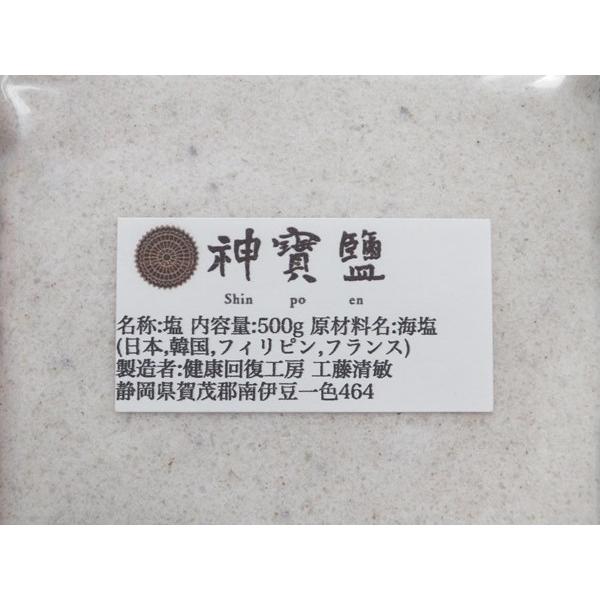 神寶鹽
Shin po en
名称:塩 内容量:500g 原材料名:海塩
(日本,韓国,フィリピン,フランス)
製造者:健康回復工房 工藤清敏
静岡県賀茂郡南伊豆一色464